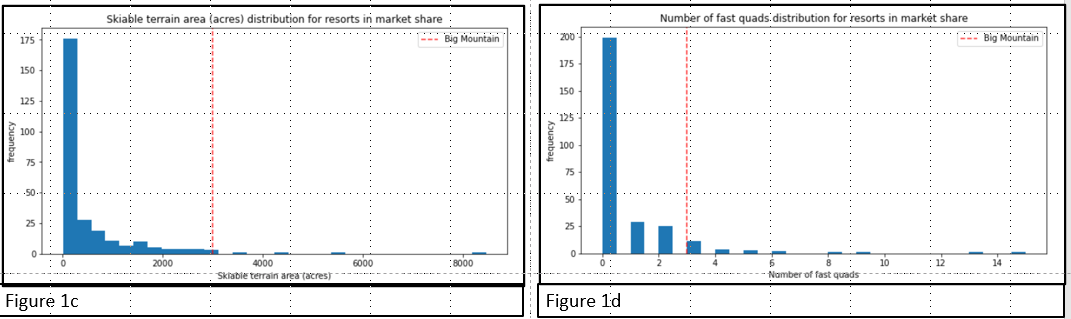 Skiable terrain area (acres) distribution for resorts in market share
Big Mountain
frequency
175
150
125
100
75
50
25
0
0 2000 4000 6000 8000
Skiable terrain area (acres)
Figure 1c
Number of fast quads distribution for resorts in market share
Big Mountain
frequency
200
175
150
125
100
75
50
25
0
0 2 4 6 8 10 12 14
Number of fast quads
Figure 1d